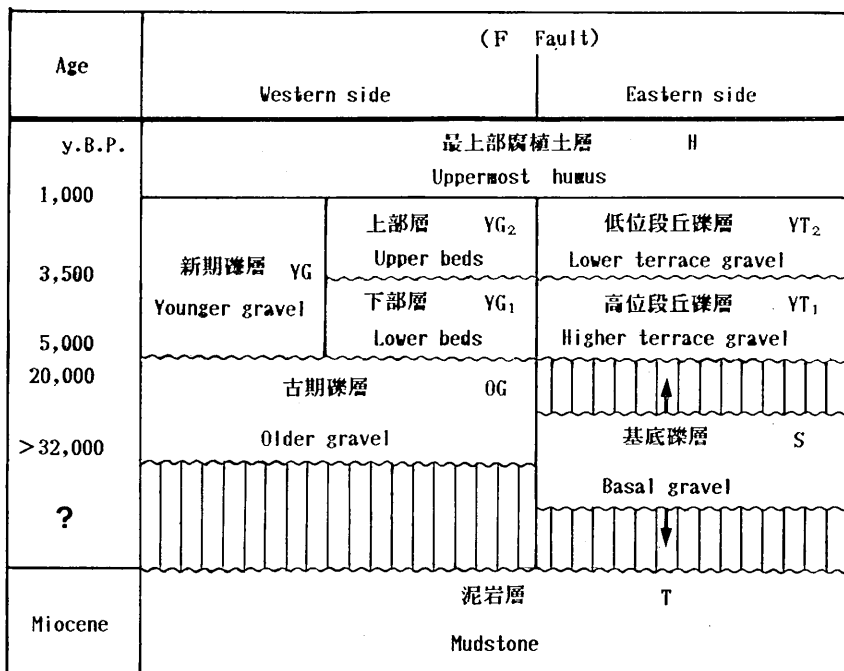 (F Fault)
Age
Western side
Eastern side
y.B.P.
最上部腐植土層 H
Uppermost humus
1,000
上部層 YG₂
低位段丘礫層 YT₂
新期礫層 YG
Upper beds
Lower terrace gravel
3,500
Younger gravel
下部層 YG₁
高位段丘礫層 YT₁
5,000
Lower beds
Higher terrace gravel
20,000
古期礫層 OG
>32,000
Older gravel
基底礫層 S
Basal gravel
?
泥岩層 T
Miocene
Mudstone